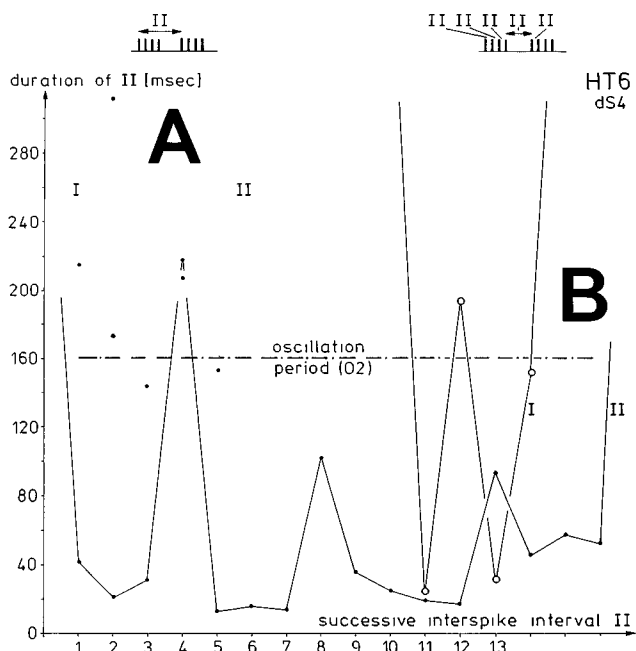 II
II II II II II
duration of II [msec]
HT6
dS4
A
280
I
II
240
200
B
oscillation
160
period (02)
I
II
120
80
40
successive interspike interval II
0
1 2 3 4 5 6 7 8 9 10 11 12 13